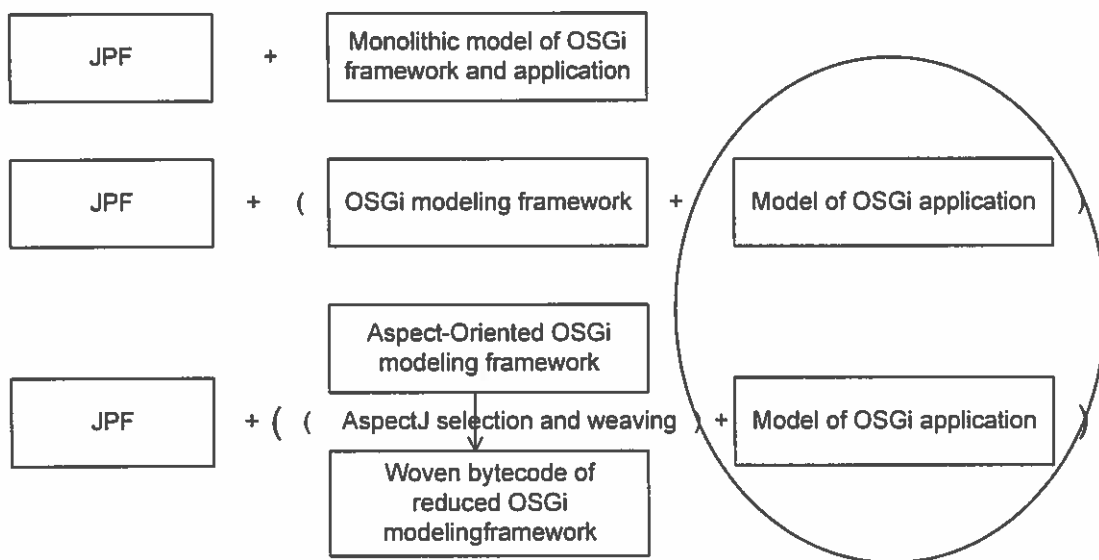 JPF + Monolithic model of OSGi
framework and application
JPF + ( OSGi modeling framework + Model of OSGi application )
Aspect-Oriented OSGi
modeling framework
JPF + ( ( AspectJ selection and weaving ) + Model of OSGi application )
Woven bytecode of
reduced OSGi
modelingframework